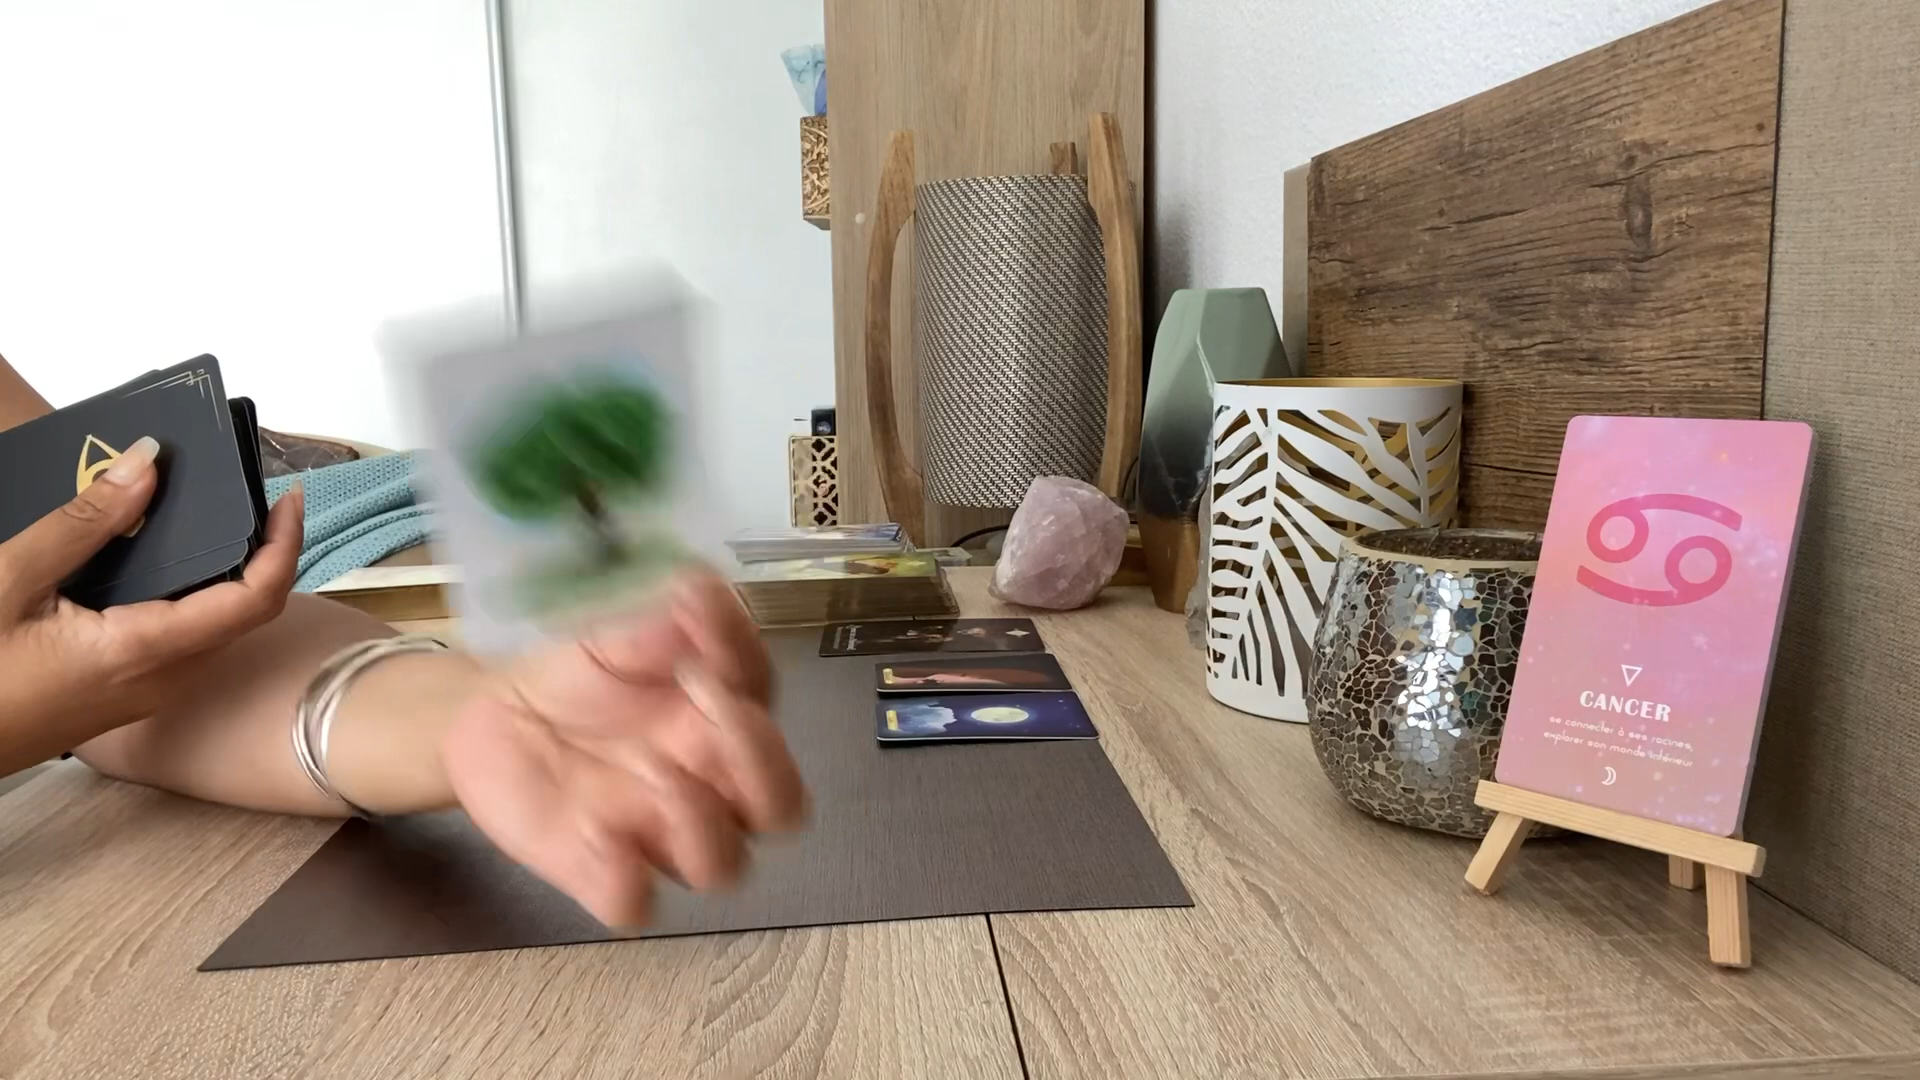 CANCER
se connecter à ses racines,
explorer son monde intérieur